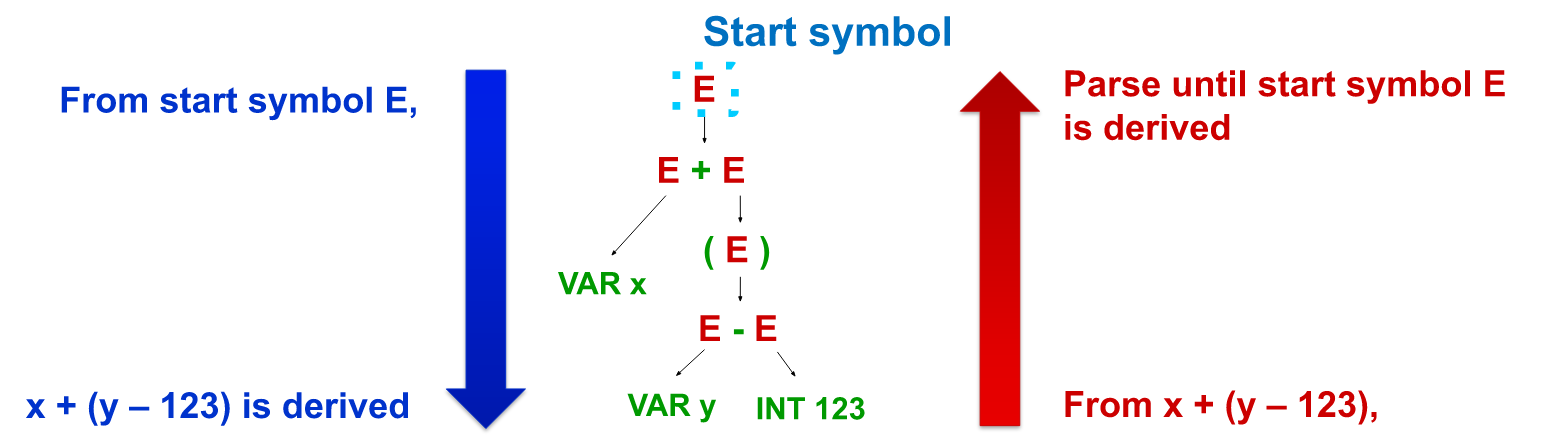 Start symbol
From start symbol E,
E
Parse until start symbol E
is derived
E + E
( E )
VAR x
E - E
x + (y – 123) is derived
VAR y
INT 123
From x + (y – 123),